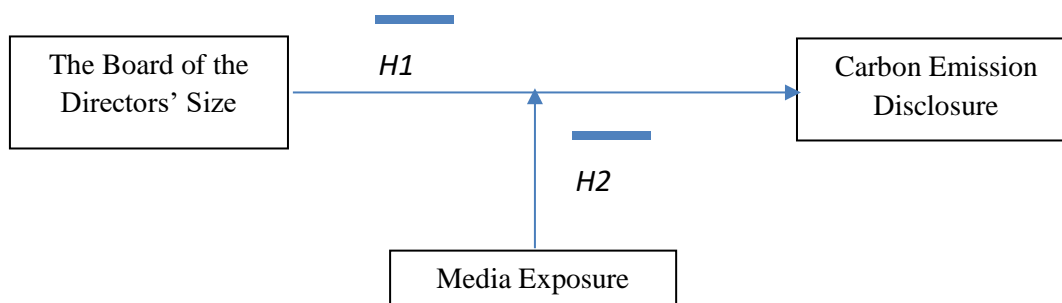 The Board of the
Directors’ Size
H1
Carbon Emission
Disclosure
H2
Media Exposure